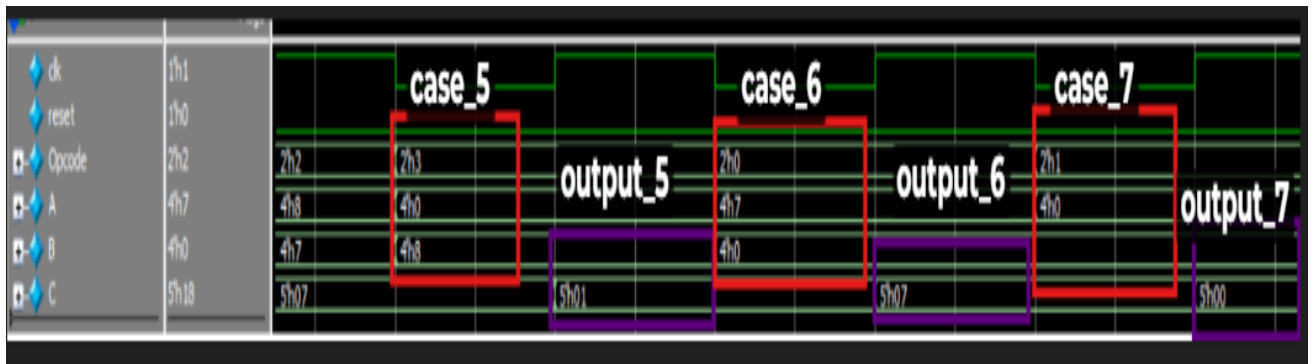 clk 1'h1 case_5 case_6 case_7
reset 1'h0
Opcode 2'h2 2'h2 2'h3 output_5 2'h0 output_6 2'h1
A 4'h7 4'h8 4'h0 4'h7 4'h0 output_7
B 4'h0 4'h7 4'h8 4'h0
C 5'h18 5'h07 5'h01 5'h07 5'h00